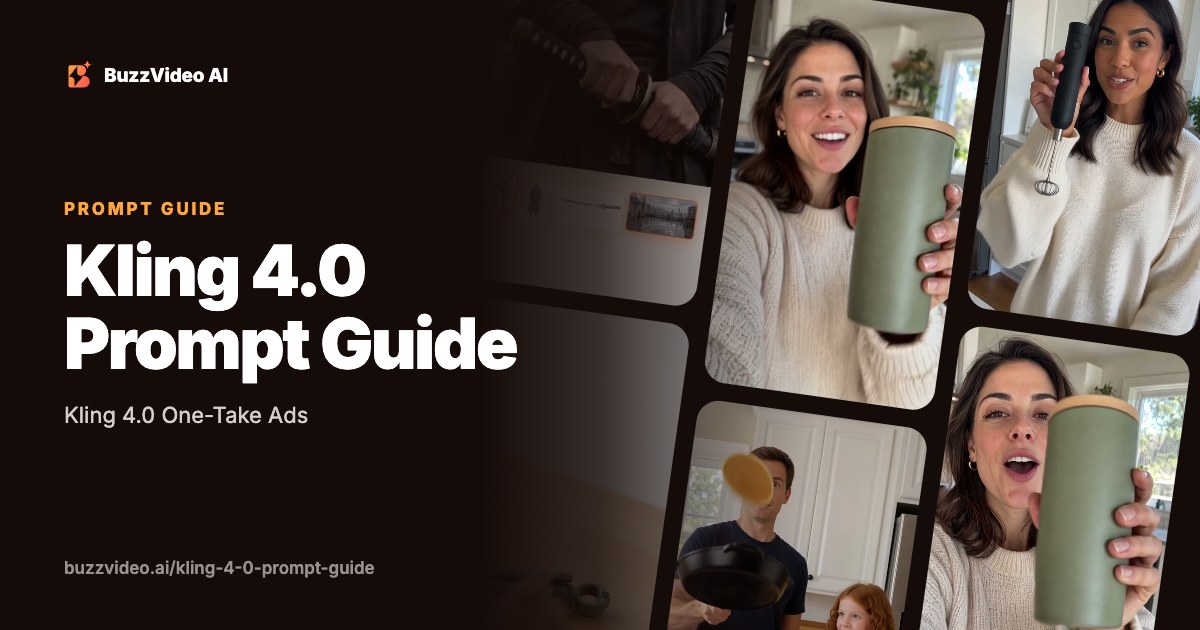 BuzzVideo AI
PROMPT GUIDE
Kling 4.0
Prompt Guide
Kling 4.0 One-Take Ads
buzzvideo.ai/kling-4-0-prompt-guide